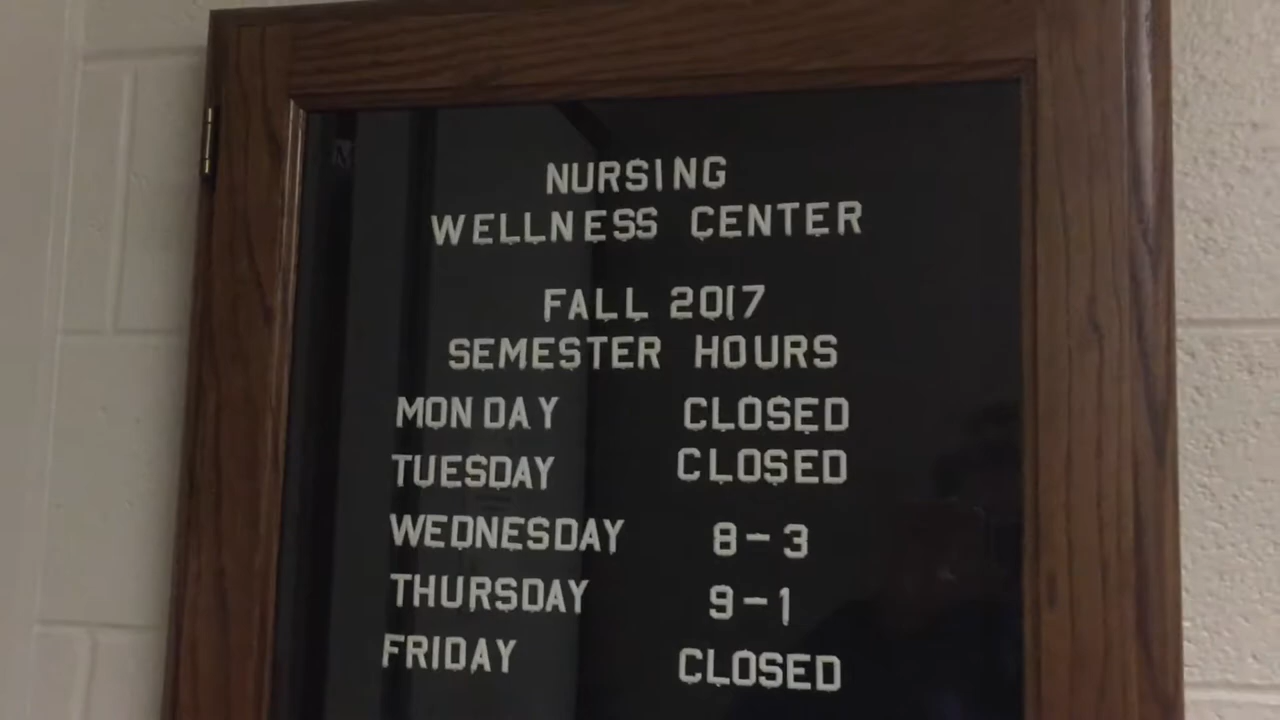 NURSING
WELLNESS CENTER
FALL 2017
SEMESTER HOURS
MONDAY CLOSED
TUESDAY CLOSED
WEDNESDAY 8-3
THURSDAY 9-1
FRIDAY CLOSED